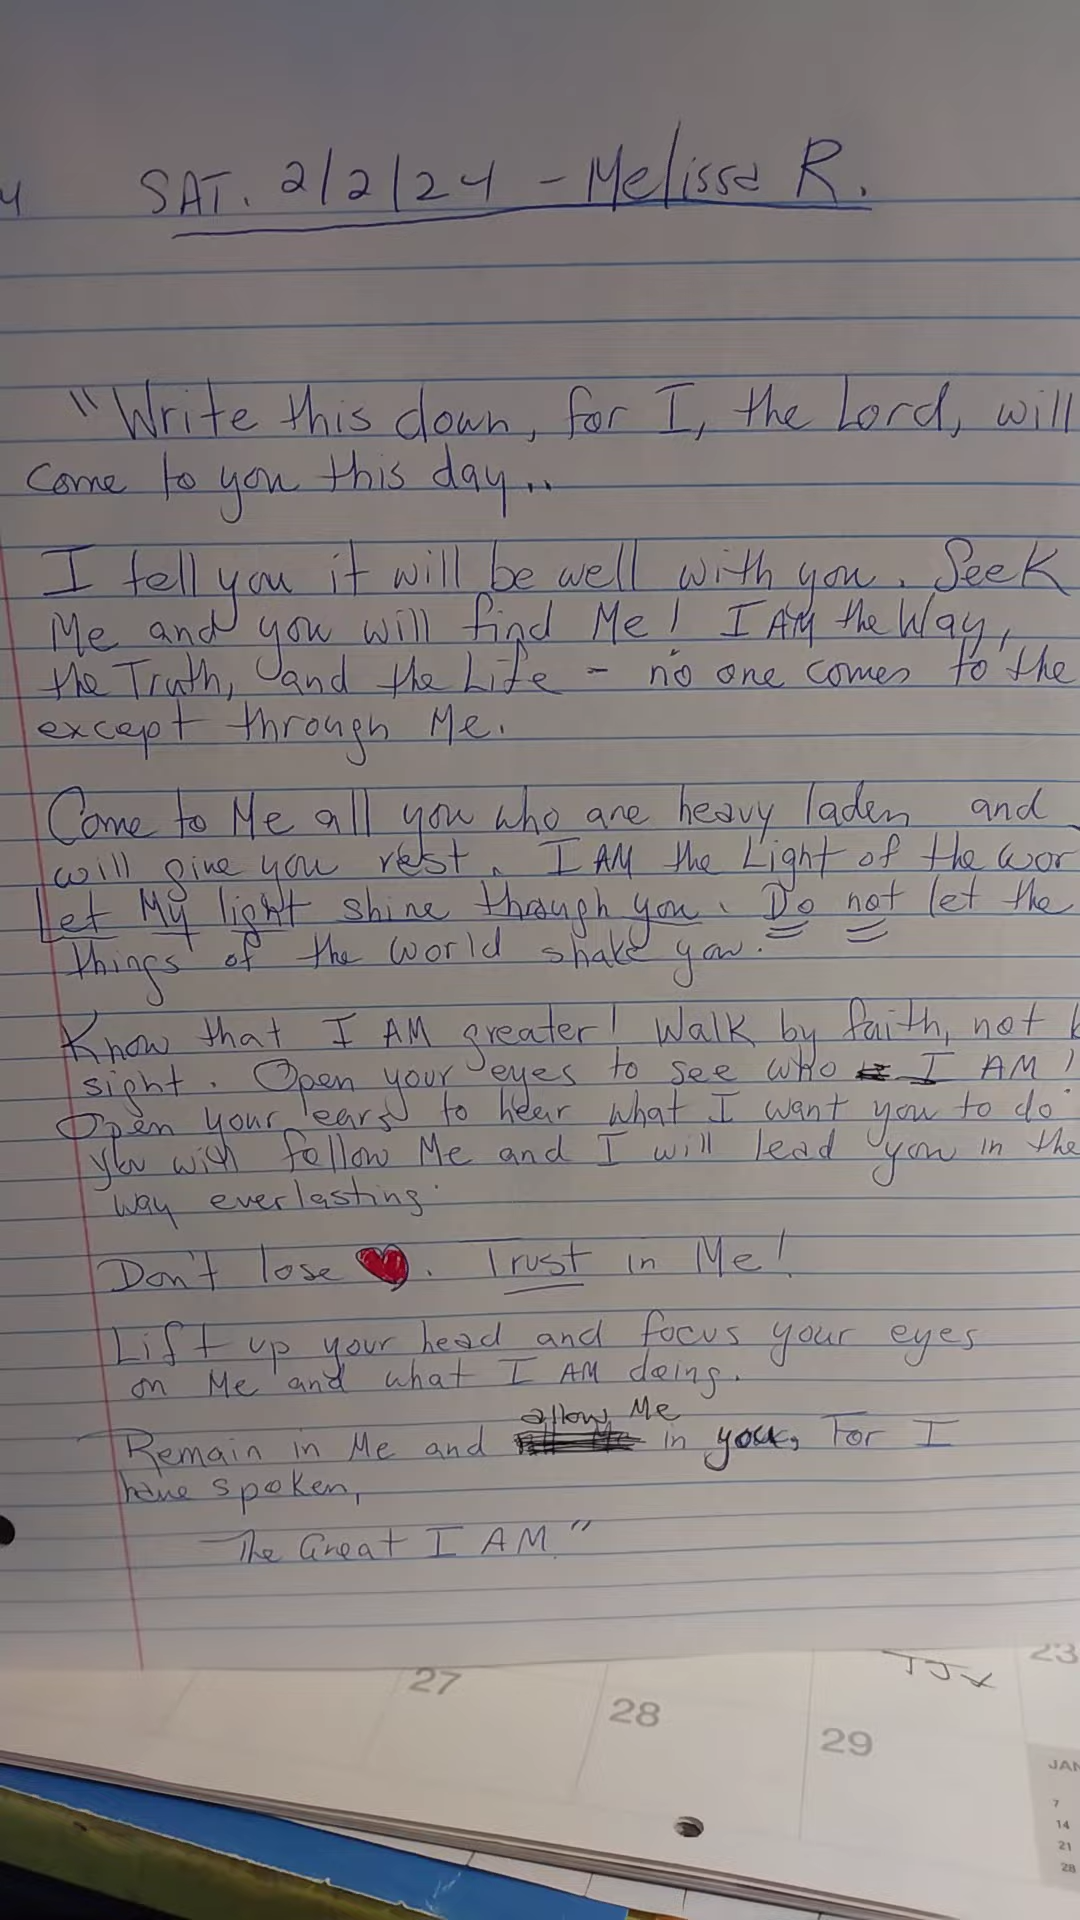 4 SAT. 2/2/24 - Melissa R.
"Write this down, for I, the Lord, will
come to you this day..
I tell you it will be well with you. Seek
Me and you will find Me! I AM the Way,
the Truth, and the Life - no one comes to the
except through Me.
Come to Me all you who are heavy laden and
will give you rest. I AM the Light of the wor
Let My light shine through you. Do not let the
things of the world shake you.
Know that I AM greater! Walk by faith, not b
sight. Open your eyes to see who I AM!
Open your ears to hear what I want you to do.
you will follow Me and I will lead you in the
way everlasting.
Don't lose ❤. Trust in Me!
Lift up your head and focus your eyes
on Me and what I AM doing.
allow Me
Remain in Me and in you, For I
have spoken,
The Great I AM"
27
28
29
23
JAN
7
14
21
28